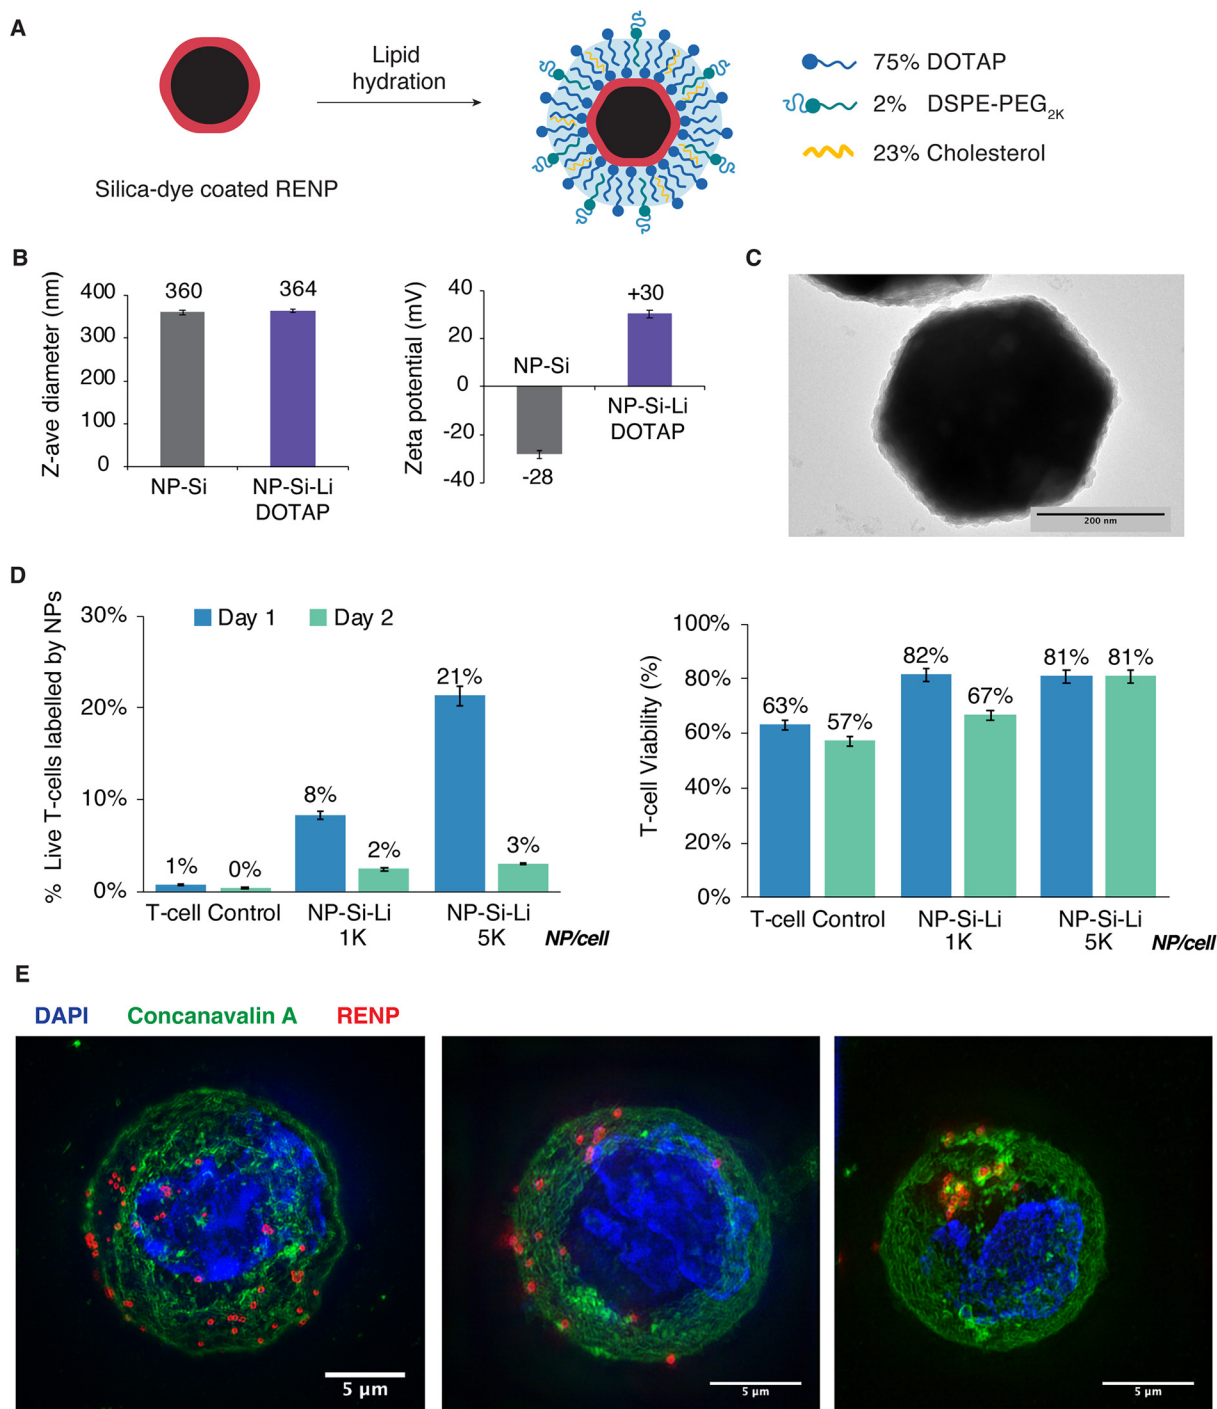 A
Lipid
hydration
Silica-dye coated RENP
75% DOTAP
2% DSPE-PEG2K
23% Cholesterol
B
Z-ave diameter (nm)
400
300
200
100
0
360
364
NP-Si
NP-Si-Li
DOTAP
Zeta potential (mV)
40
20
0
-20
-40
NP-Si
+30
-28
NP-Si-Li
DOTAP
C
200 nm
D
% Live T-cells labelled by NPs
30%
20%
10%
0%
Day 1
Day 2
1%
0%
8%
2%
21%
3%
T-cell Control
NP-Si-Li
1K
NP-Si-Li
5K
NP/cell
T-cell Viability (%)
100%
80%
60%
40%
20%
0%
63%
57%
82%
67%
81%
81%
T-cell Control
NP-Si-Li
1K
NP-Si-Li
5K
NP/cell
E
DAPI
Concanavalin A
RENP
5 μm
5 μm
5 μm